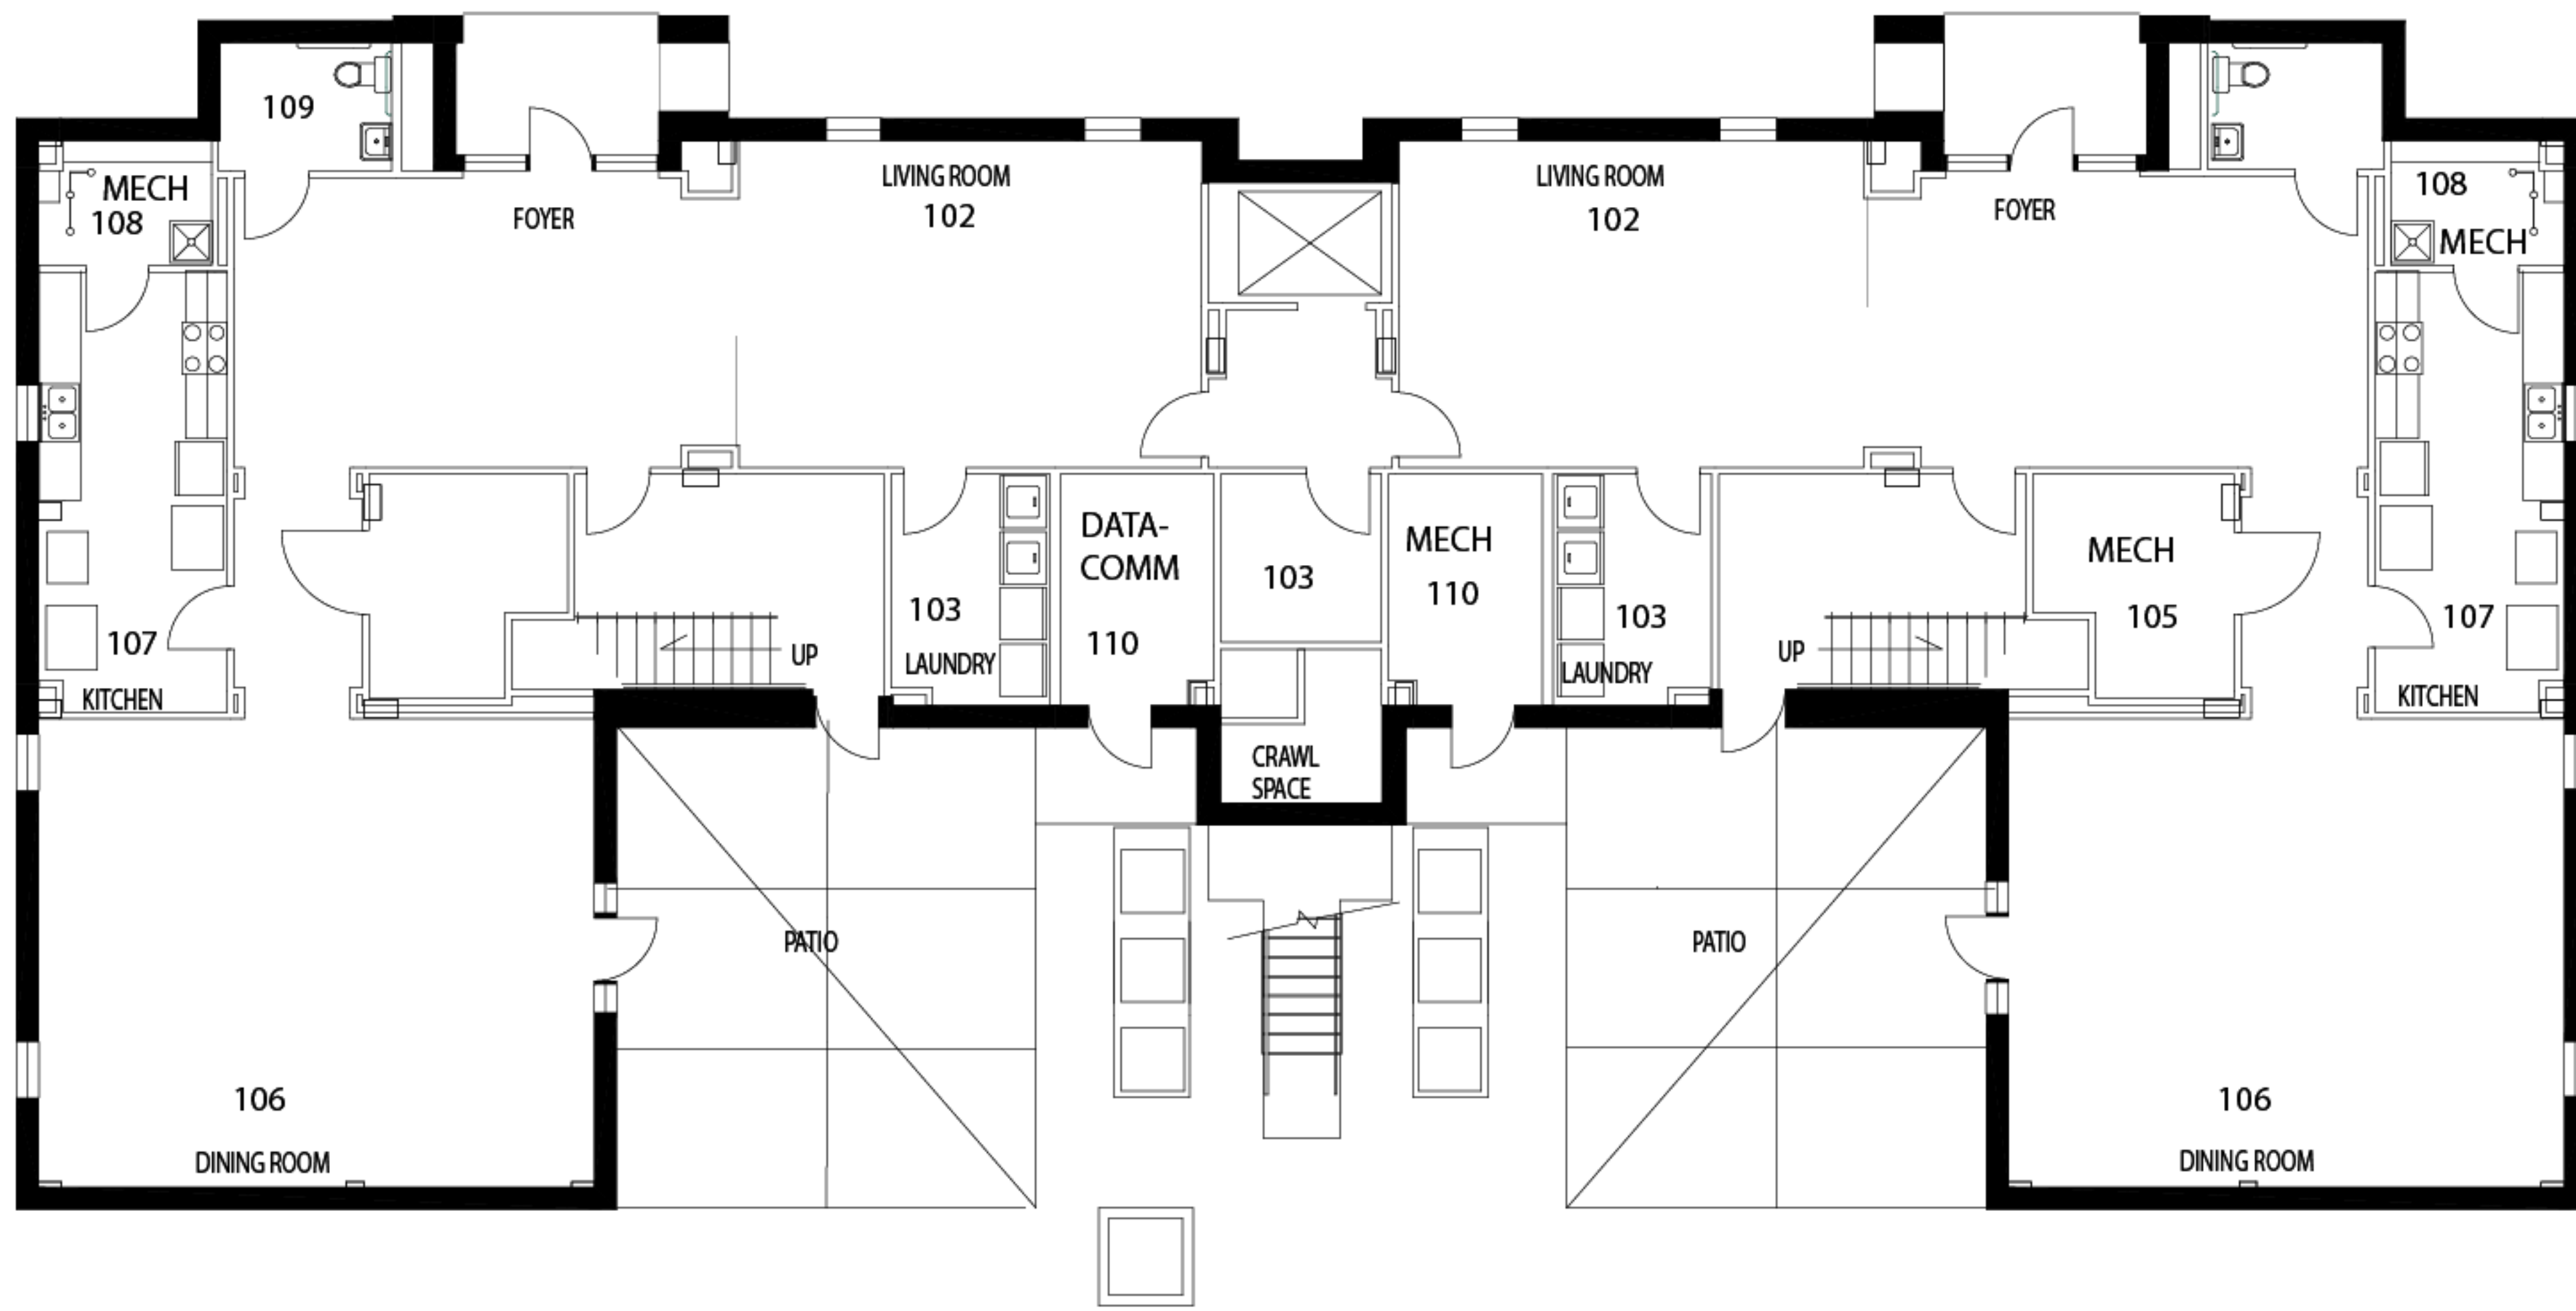 109
MECH
108
FOYER
LIVING ROOM
102
LIVING ROOM
102
FOYER
108
MECH
DATA-
COMM
110
103
LAUNDRY
103
MECH
110
103
LAUNDRY
MECH
105
UP
UP
107
KITCHEN
107
KITCHEN
CRAWL
SPACE
PATIO
PATIO
106
DINING ROOM
106
DINING ROOM